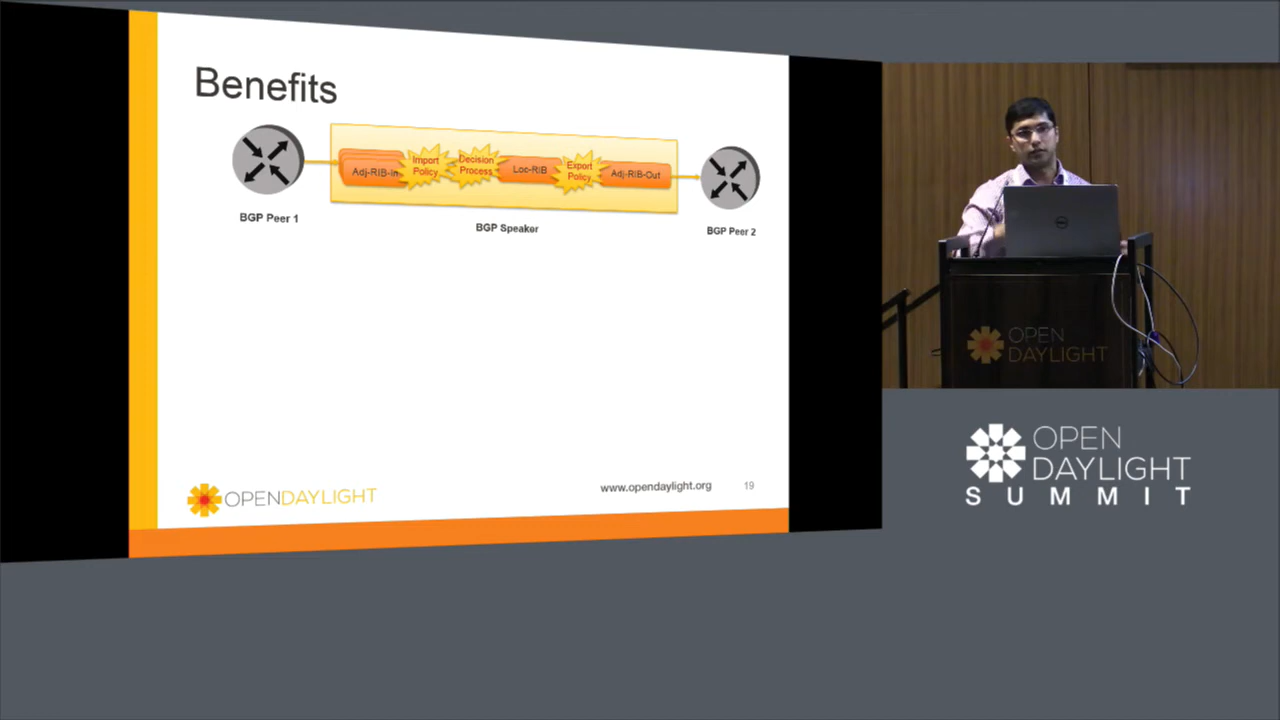 Benefits
Adj-RIB-In
Import
Policy
Decision
Process
Loc-RIB
Export
Policy
Adj-RIB-Out
BGP Peer 1
BGP Speaker
BGP Peer 2
OPENDAYLIGHT
www.opendaylight.org
19
OPEN
DAYLIGHT
OPEN
DAYLIGHT
SUMMIT